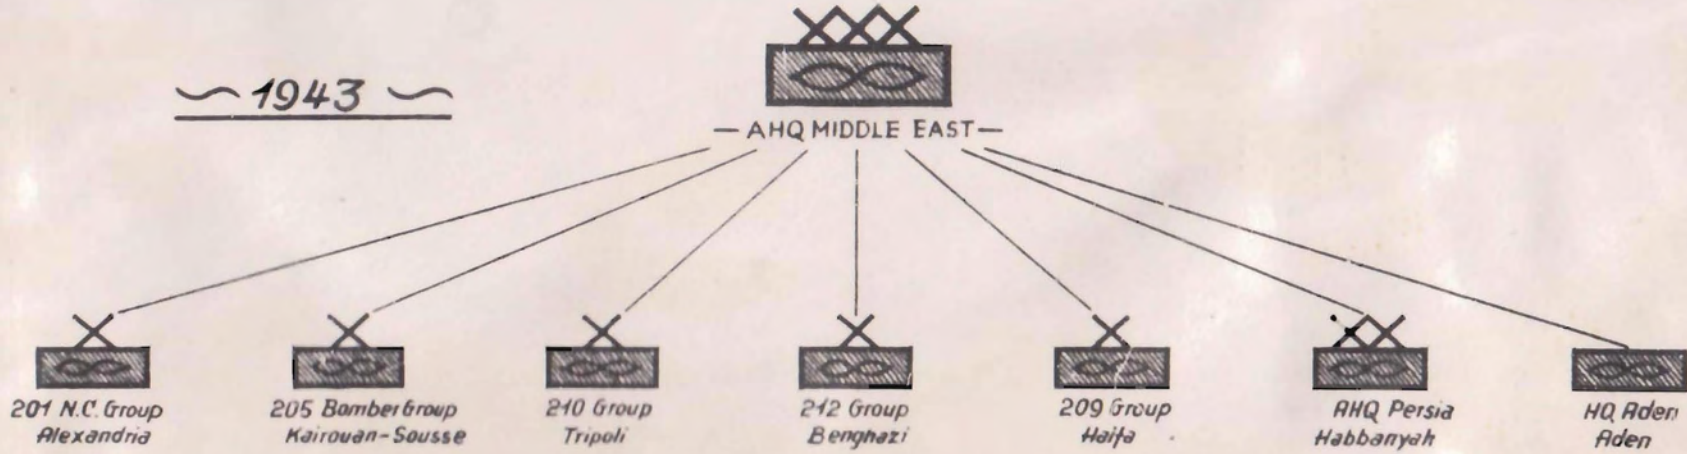 1943
— AHQ MIDDLE EAST —
201 N.C. Group
Alexandria
205 Bomber Group
Kairouan-Sousse
210 Group
Tripoli
212 Group
Benghazi
209 Group
Haifa
AHQ Persia
Habbanyah
HQ Aden
Aden